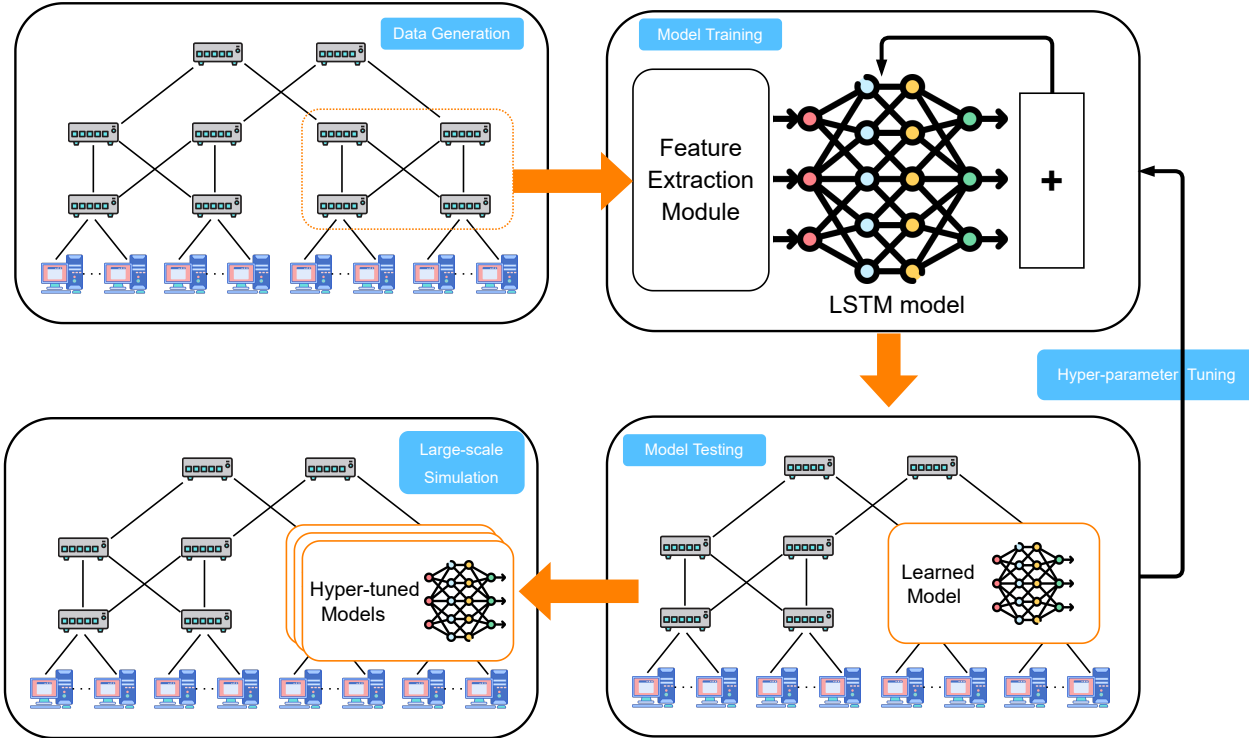 Data Generation
Model Training
Feature
Extraction
Module
+
LSTM model
Hyper-parameter Tuning
Large-scale
Simulation
Hyper-tuned
Models
Model Testing
Learned
Model